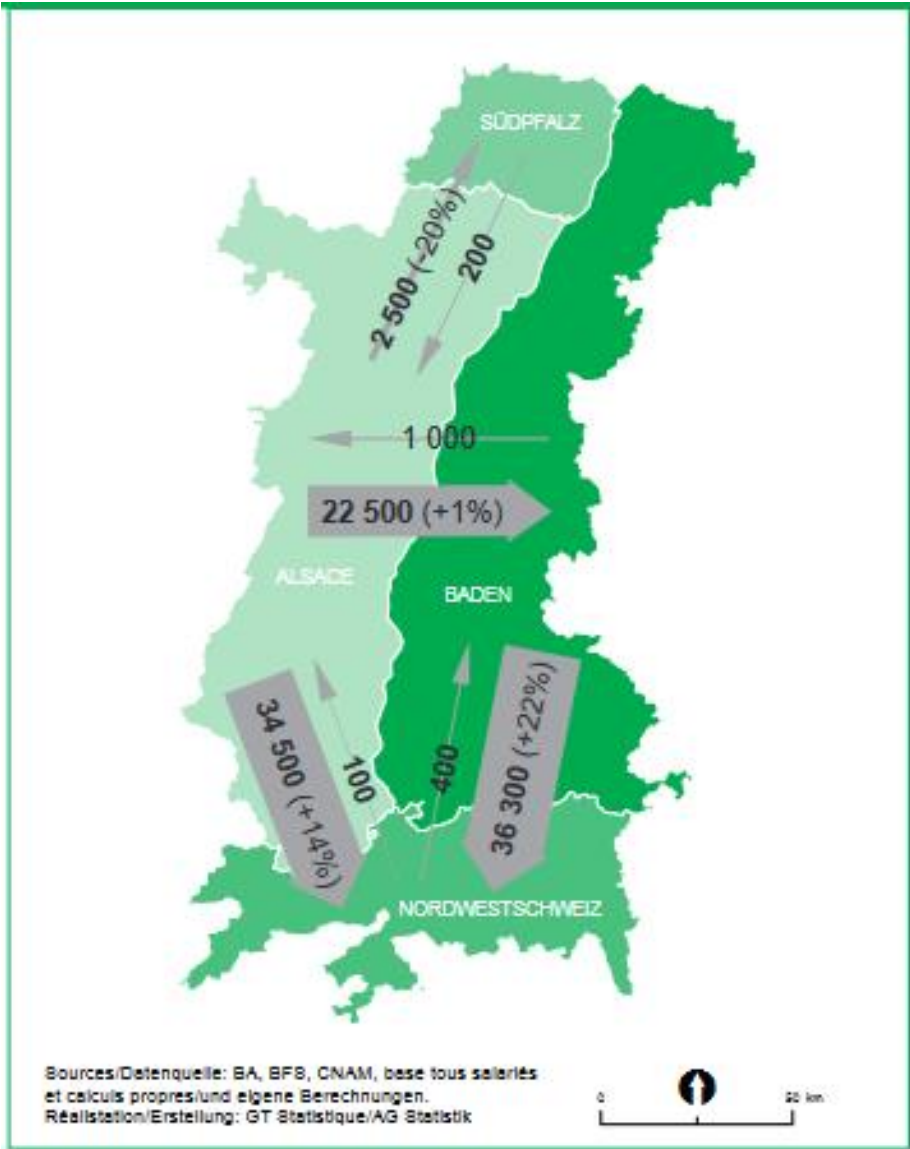 SÜDPFALZ
2 500 (-20%)
200
1 000
22 500 (+1%)
ALSACE
BADEN
34 500 (+14%)
100
400
36 300 (+22%)
NORDWESTSCHWEIZ
Sources/Datenquelle: BA, BFS, CNAM, base tous salariés
et calculs propres/und eigene Berechnungen.
Réalistation/Erstellung: GT Statistique/AG Statistik
0 50 km